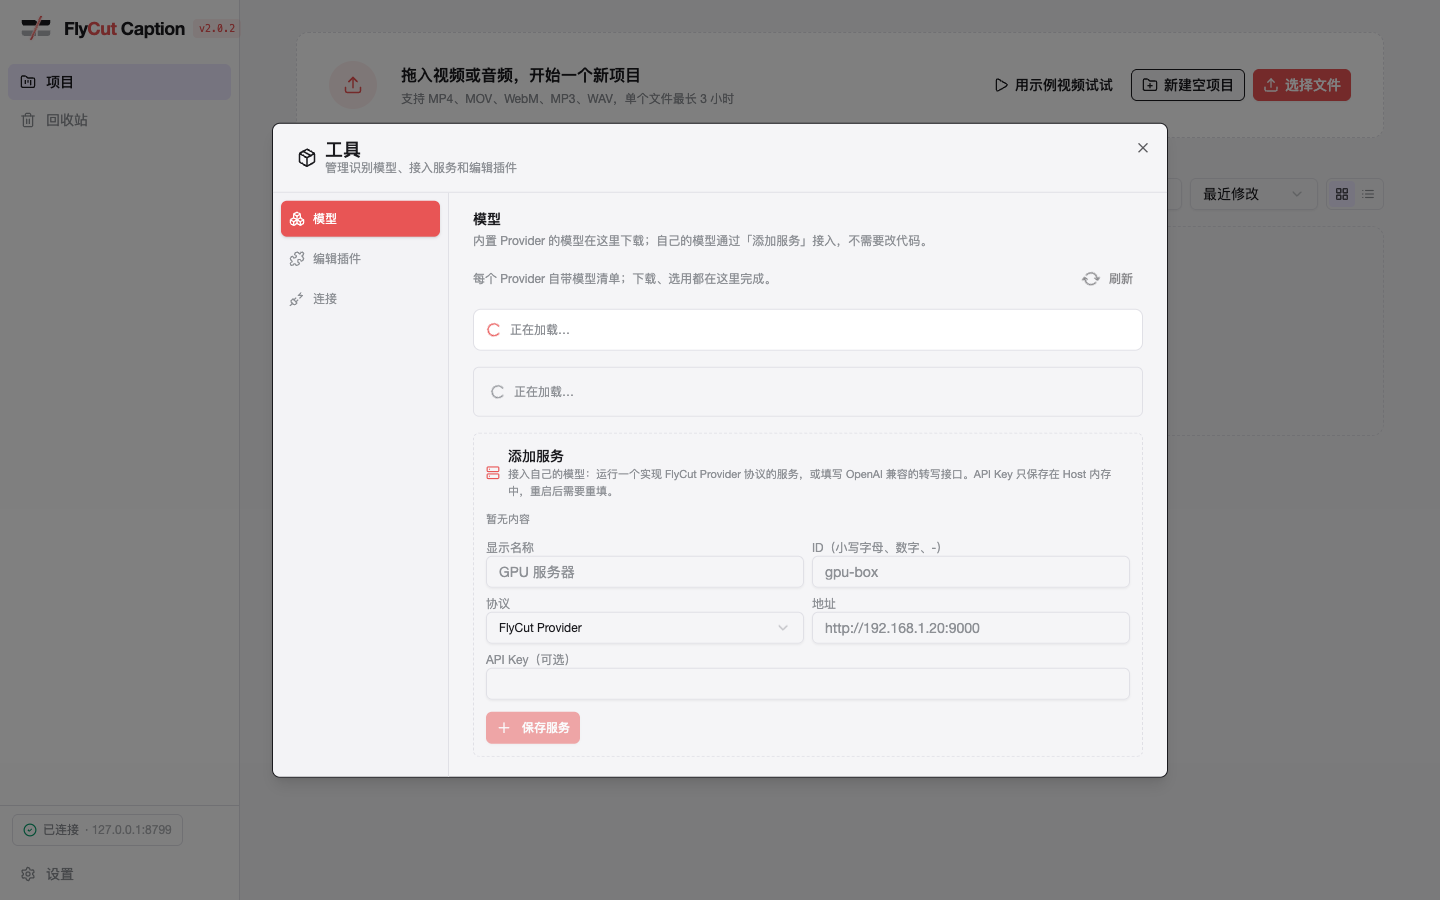 FlyCut Caption v2.0.2
项目
回收站
拖入视频或音频，开始一个新项目
支持 MP4、MOV、WebM、MP3、WAV，单个文件最长 3 小时
用示例视频试试
新建空项目
选择文件
最近修改
工具
管理识别模型、接入服务和编辑插件
模型
编辑插件
连接
模型
内置 Provider 的模型在这里下载；自己的模型通过「添加服务」接入，不需要改代码。
每个 Provider 自带模型清单；下载、选用都在这里完成。
刷新
正在加载...
正在加载...
添加服务
接入自己的模型：运行一个实现 FlyCut Provider 协议的服务，或填写 OpenAI 兼容的转写接口。API Key 只保存在 Host 内存
中，重启后需要重填。
暂无内容
显示名称
ID（小写字母、数字、-）
GPU 服务器
gpu-box
协议
地址
FlyCut Provider
http://192.168.1.20:9000
API Key（可选）
保存服务
已连接 · 127.0.0.1:8799
设置